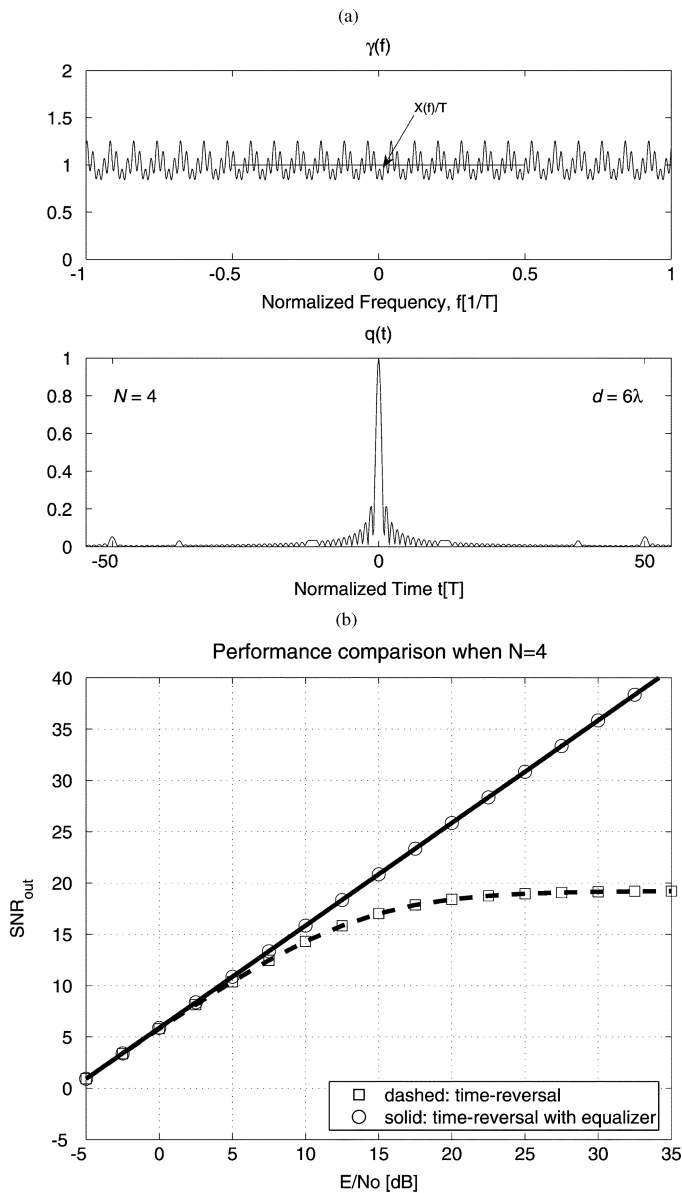 (a)
γ(f)
2
1.5
1
0.5
0
X(f)/T
-1 -0.5 0 0.5 1
Normalized Frequency, f[1/T]
q(t)
1
0.8
0.6
0.4
0.2
0
N = 4 d = 6λ
-50 0 50
Normalized Time t[T]
(b)
Performance comparison when N=4
40
35
30
25
20
15
10
5
0
-5
SNRout
dashed: time-reversal
solid: time-reversal with equalizer
-5 0 5 10 15 20 25 30 35
E/No [dB]